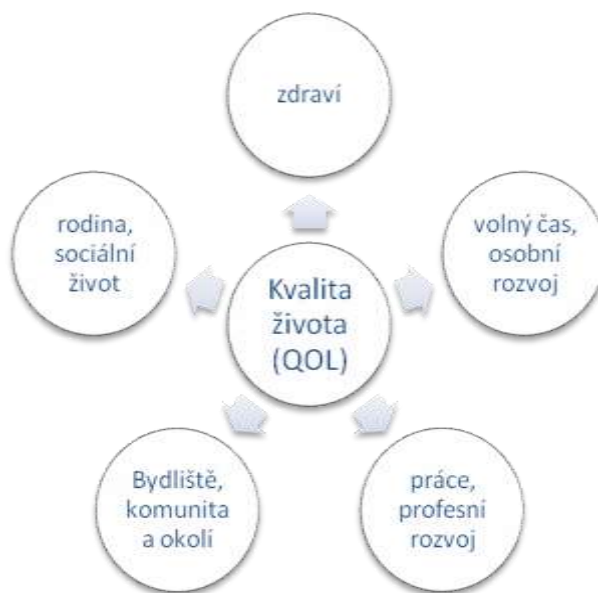 zdraví
rodina,
sociální
život
volný čas,
osobní
rozvoj
Kvalita
života
(QOL)
Bydliště,
komunita
a okolí
práce,
profesní
rozvoj